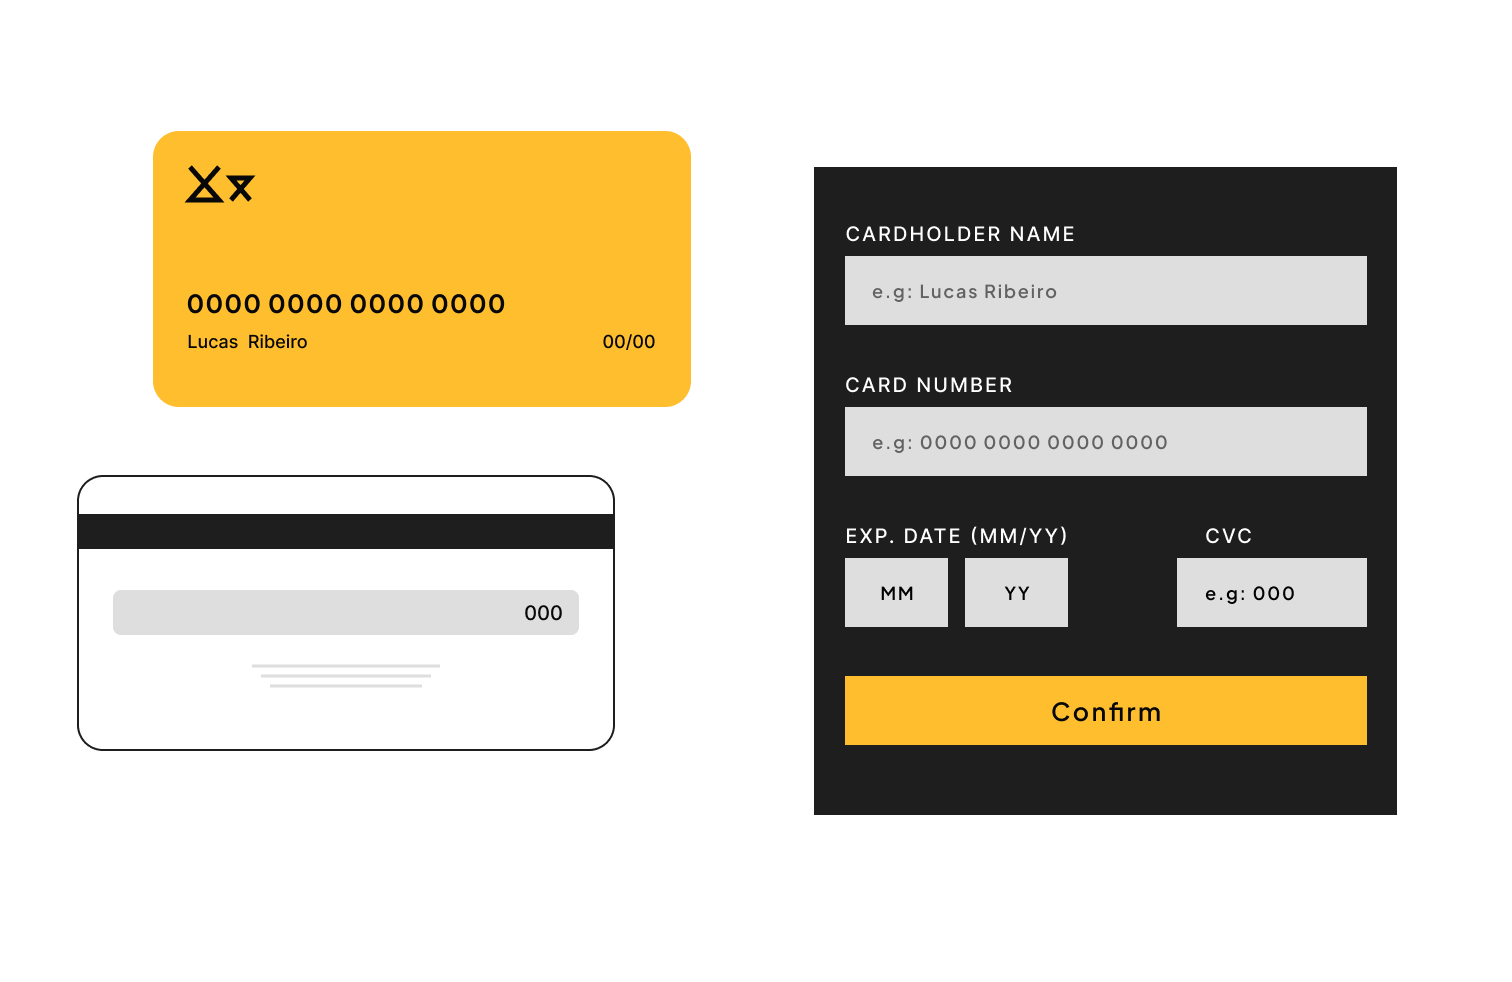 0000 0000 0000 0000
Lucas Ribeiro
00/00
000
CARDHOLDER NAME
e.g: Lucas Ribeiro
CARD NUMBER
e.g: 0000 0000 0000 0000
EXP. DATE (MM/YY)
CVC
MM
YY
e.g: 000
Confirm